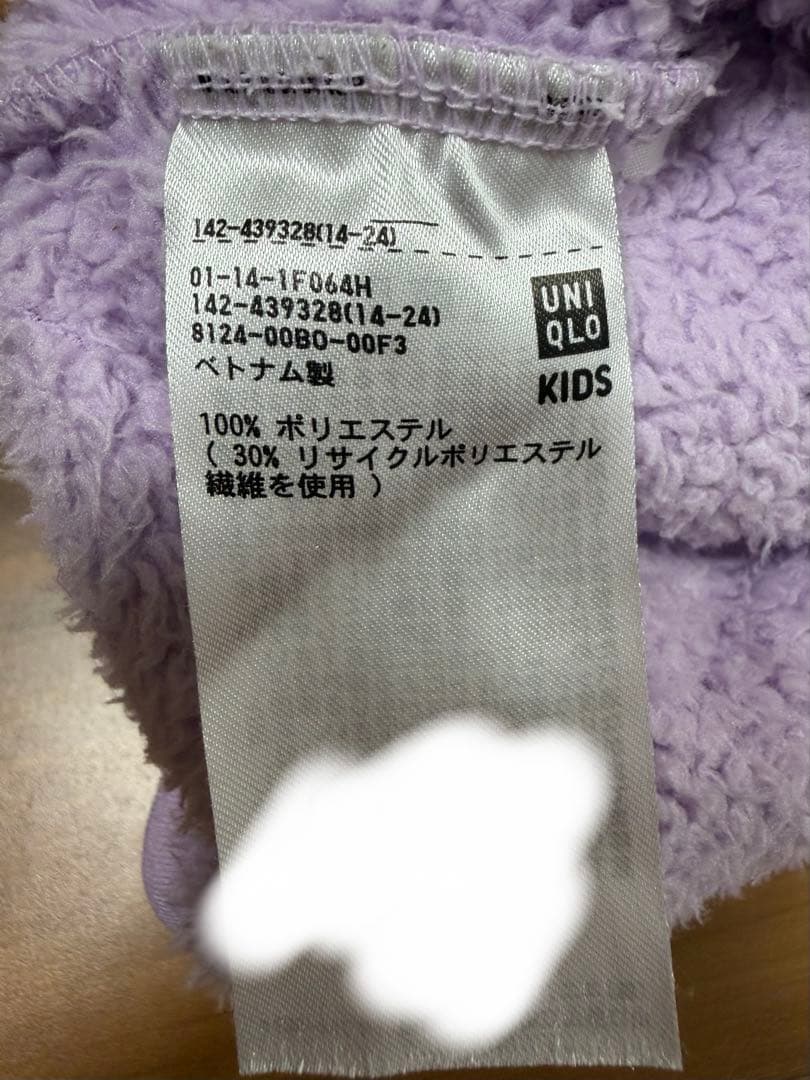 142-439328(14-24)
01-14-1F064H
142-439328(14-24)
8124-00B0-00F3
ベトナム製
UNI
QLO
KIDS
100% ポリエステル
( 30% リサイクルポリエステル
繊維を使用 )